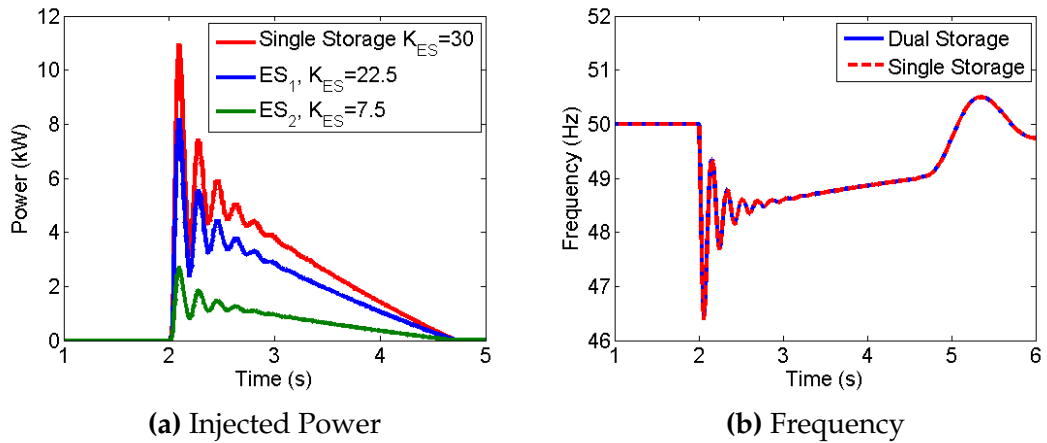 12
10
8
6
4
2
0
Power (kW)
Single Storage K_ES=30
ES_1, K_ES=22.5
ES_2, K_ES=7.5
1 2 3 4 5
Time (s)
(a) Injected Power
52
51
50
49
48
47
46
Frequency (Hz)
Dual Storage
Single Storage
1 2 3 4 5 6
Time (s)
(b) Frequency